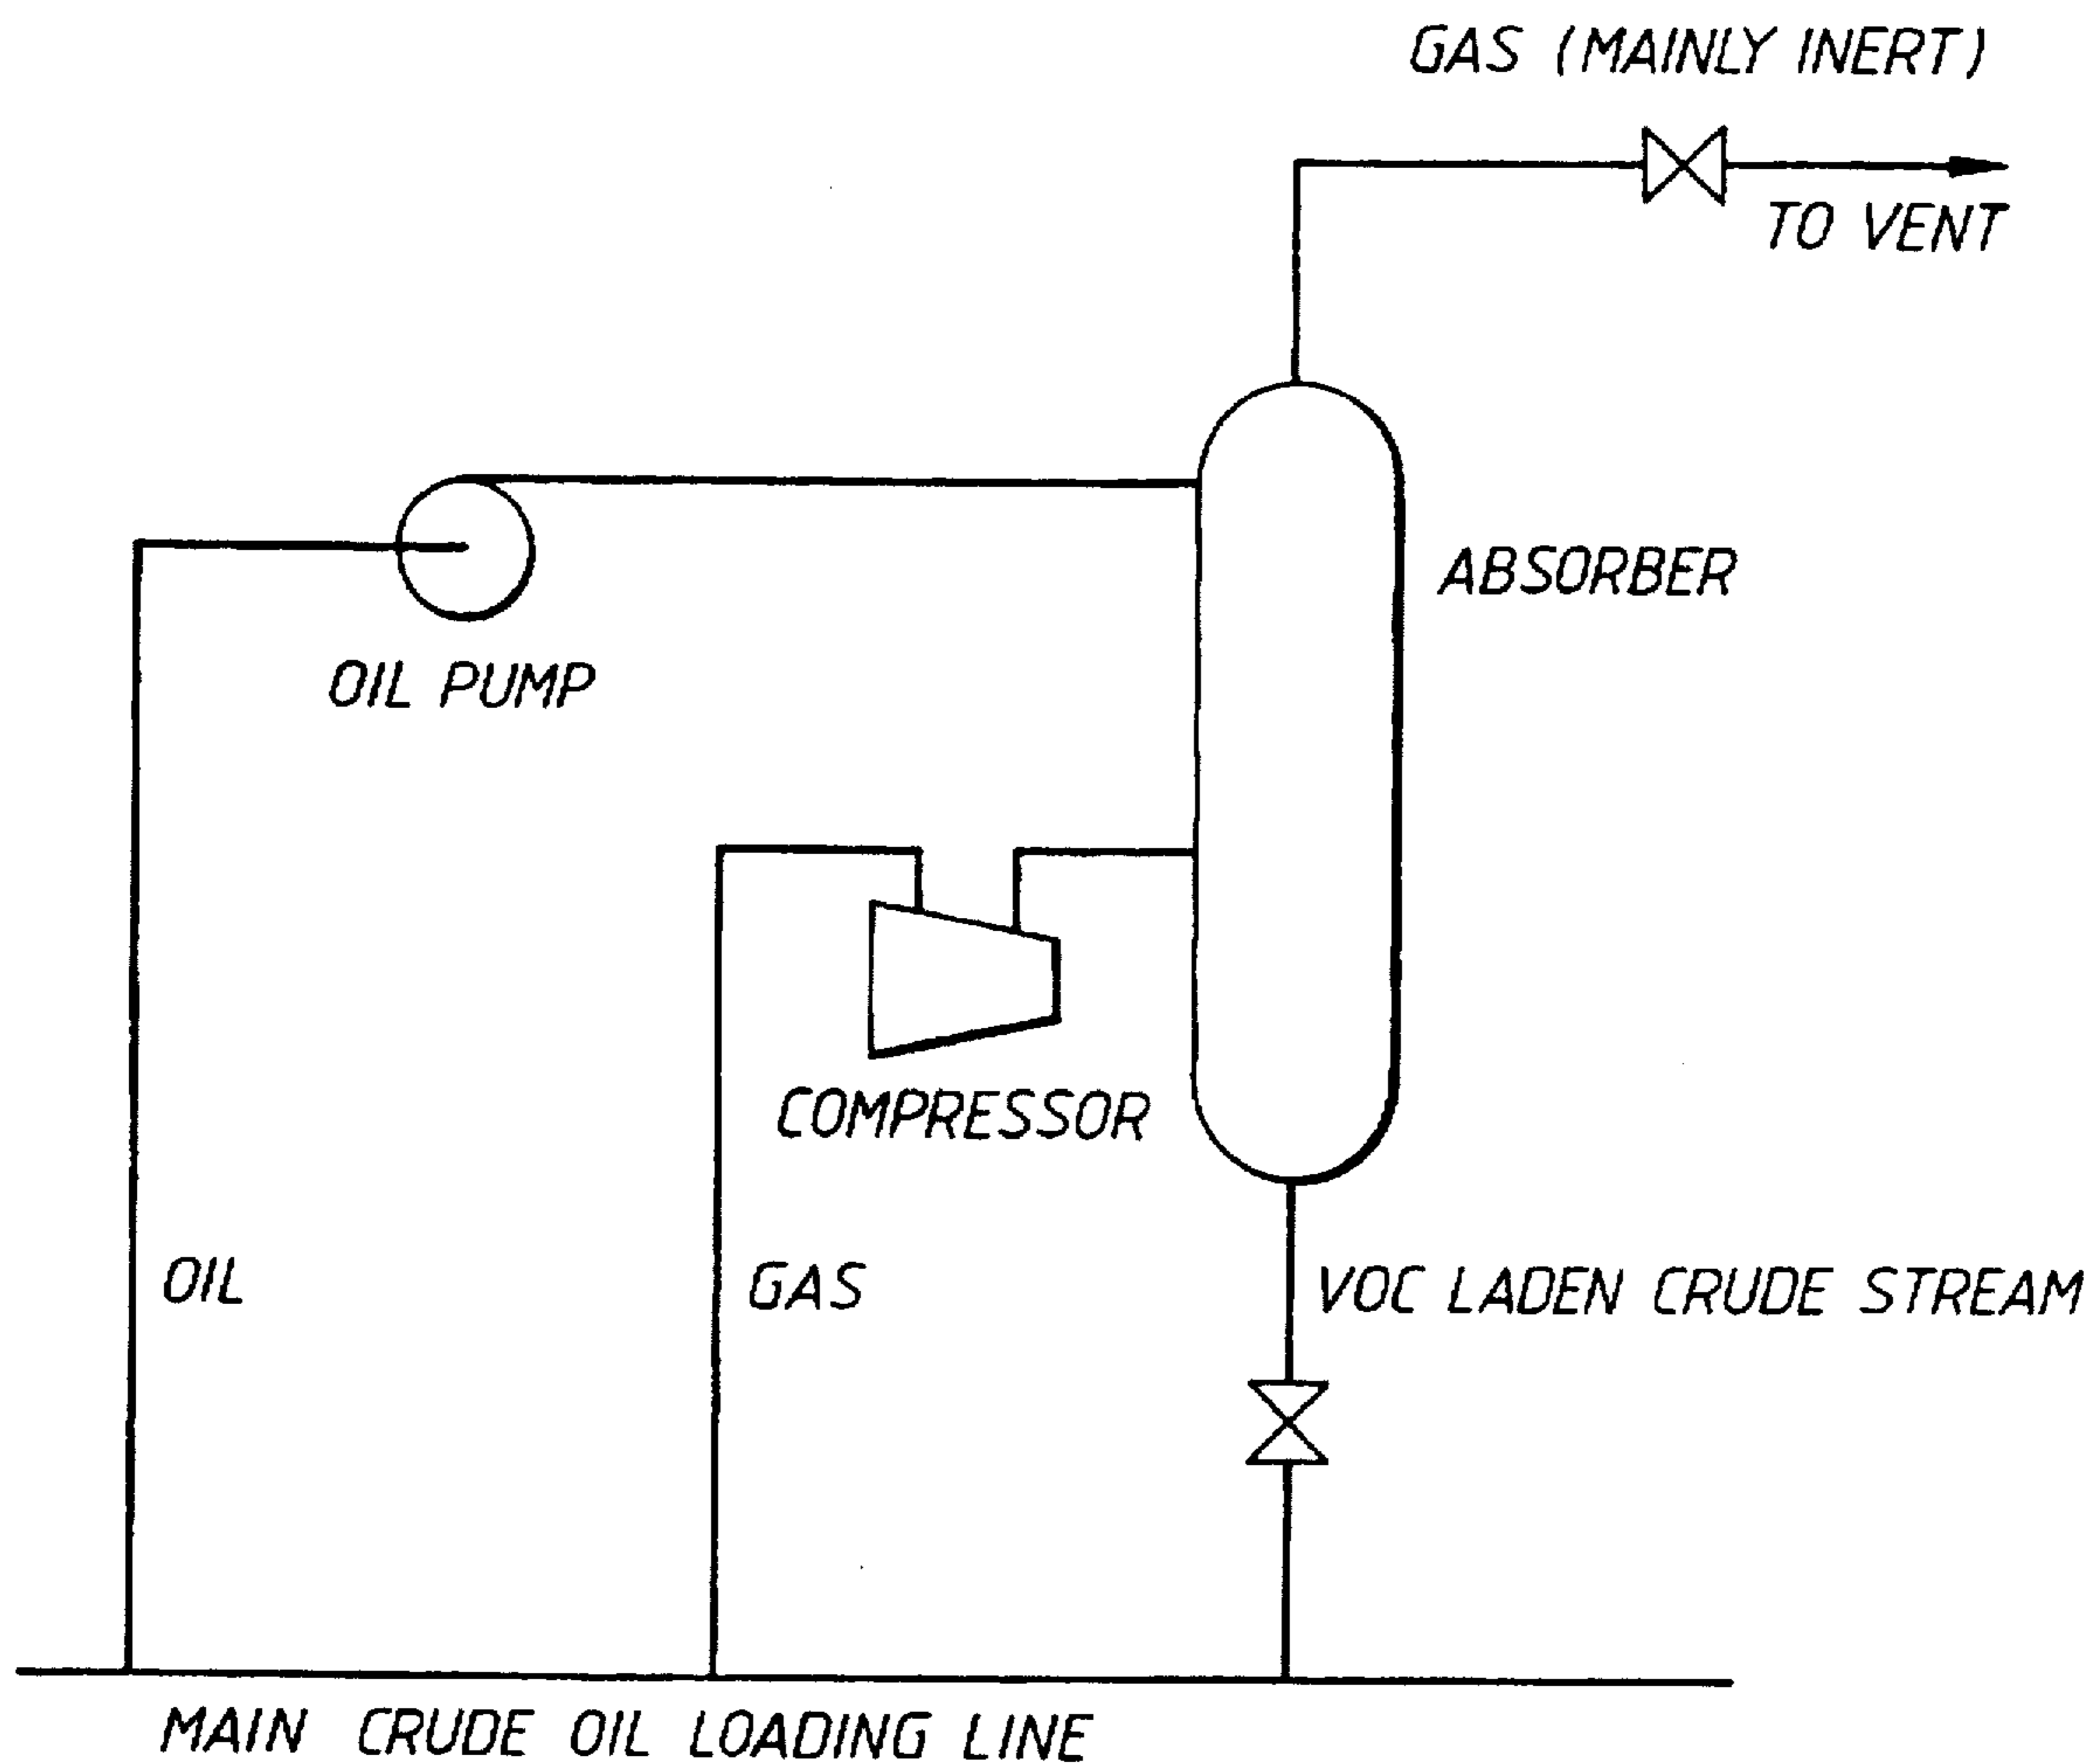 GAS (MAINLY INERT)
TO VENT
ABSORBER
OIL PUMP
COMPRESSOR
OIL
GAS
VOC LADEN CRUDE STREAM
MAIN CRUDE OIL LOADING LINE